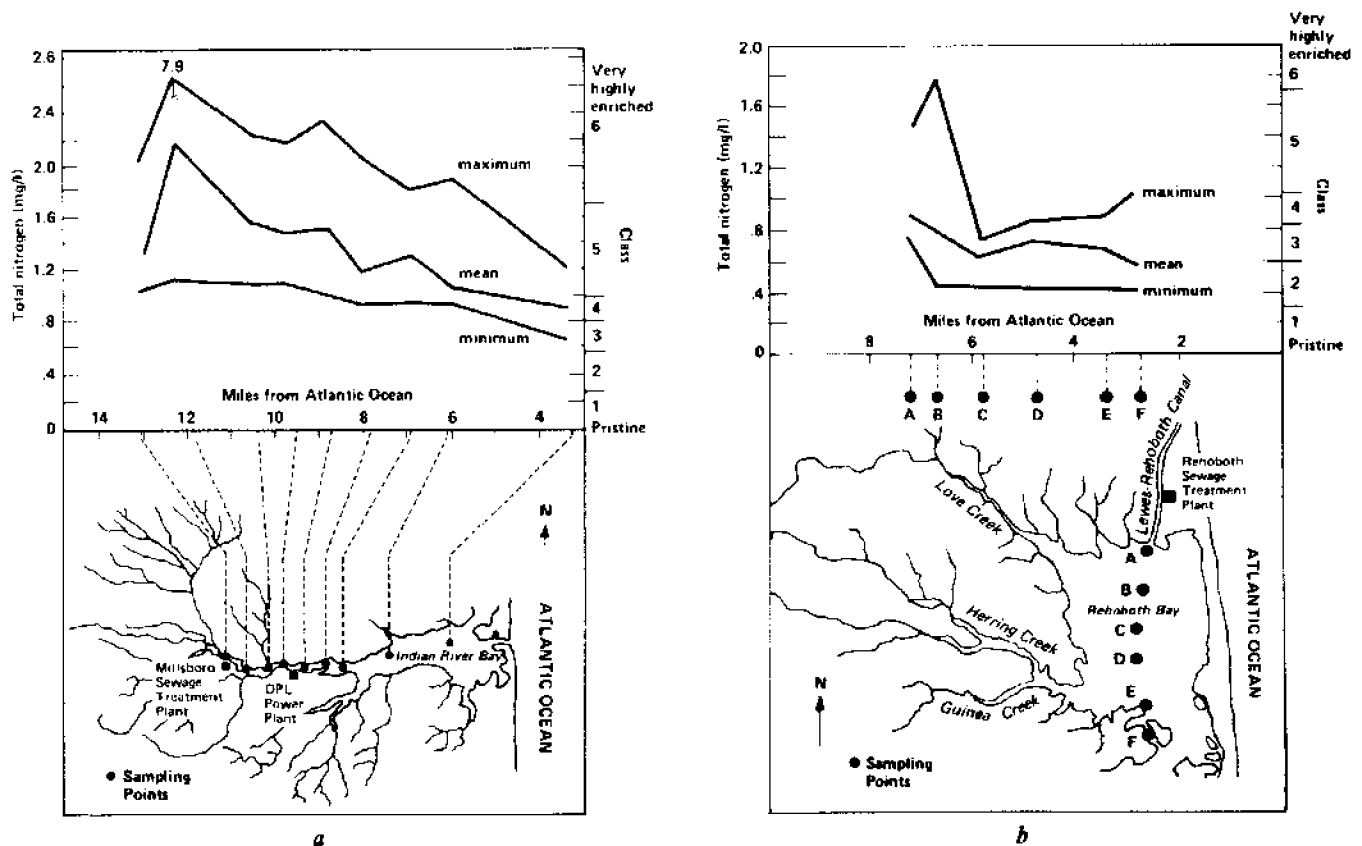 2.6
2.4
2.0
1.6
1.2
.8
.4
0
Total nitrogen (mg/l)
7.9
maximum
mean
minimum
Very
highly
enriched
6
5
4
3
2
1
Pristine
Class
Miles from Atlantic Ocean
14 12 10 8 6 4
N
ATLANTIC OCEAN
Indian River Bay
Millsboro
Sewage
Treatment
Plant
DPL
Power
Plant
Sampling
Points
a
2.0
1.6
1.2
.8
.4
0
Total nitrogen (mg/l)
maximum
mean
minimum
Very
highly
enriched
6
5
4
3
2
1
Pristine
Class
Miles from Atlantic Ocean
8 6 4 2
A B C D E F
Lewes-Rehoboth Canal
Rehoboth
Sewage
Treatment
Plant
Love Creek
A
B
Rehoboth Bay
C
Herring Creek
D
E
Guinea Creek
F
N
ATLANTIC OCEAN
Sampling
Points
b